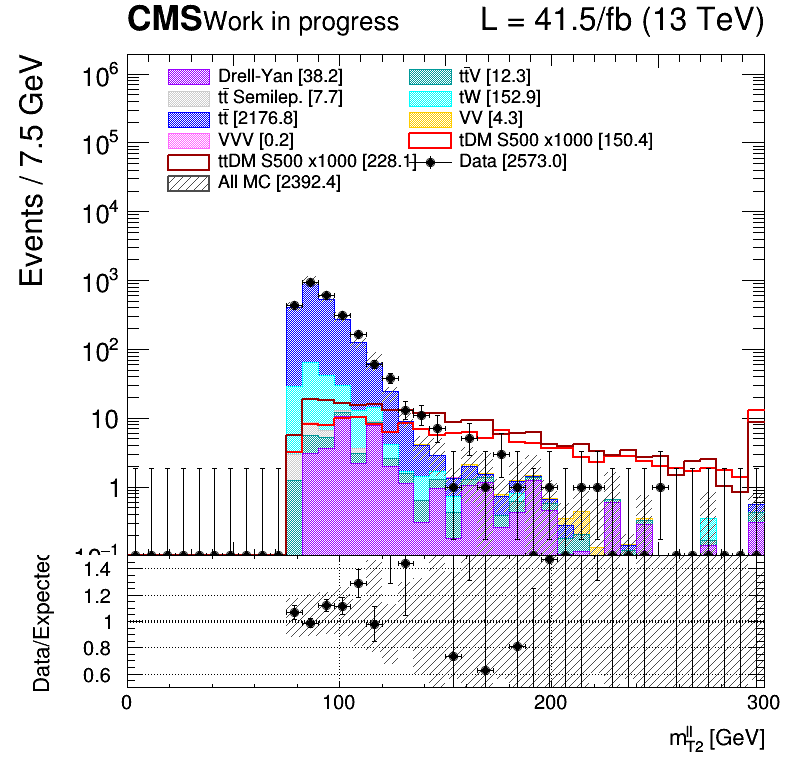 CMS Work in progress L = 41.5/fb (13 TeV)
Events / 7.5 GeV
10⁶
10⁵
10⁴
10³
10²
10
1
10⁻¹
Drell-Yan [38.2]
tt̄ Semilep. [7.7]
tt̄ [2176.8]
VVV [0.2]
ttDM S500 x1000 [228.1]
All MC [2392.4]
tt̄V [12.3]
tW [152.9]
VV [4.3]
tDM S500 x1000 [150.4]
Data [2573.0]
Data/Expected
1.4
1.2
1
0.8
0.6
0 100 200 300
m_T2^ll [GeV]